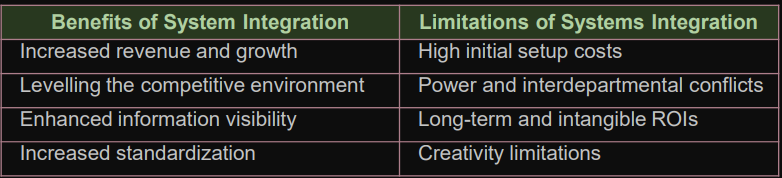 Benefits of System Integration Limitations of Systems Integration
Increased revenue and growth High initial setup costs
Levelling the competitive environment Power and interdepartmental conflicts
Enhanced information visibility Long-term and intangible ROIs
Increased standardization Creativity limitations